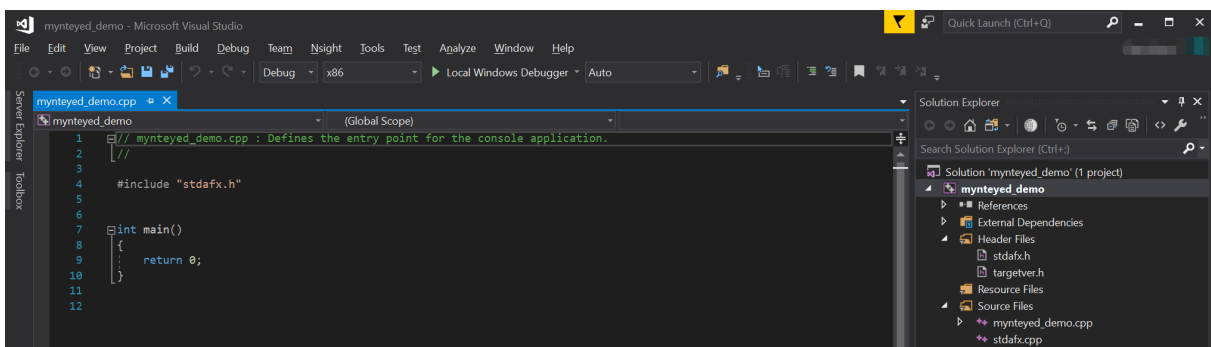 mynteyed_demo - Microsoft Visual Studio
Quick Launch (Ctrl+Q)
File Edit View Project Build Debug Team Nsight Tools Test Analyze Window Help
Debug x86 Local Windows Debugger Auto
Server Explorer
Toolbox
mynteyed_demo.cpp
mynteyed_demo (Global Scope)
1 // mynteyed_demo.cpp : Defines the entry point for the console application.
2 //
3
4 #include "stdafx.h"
5
6
7 int main()
8 {
9 return 0;
10 }
11
12
Solution Explorer
Search Solution Explorer (Ctrl+;)
Solution 'mynteyed_demo' (1 project)
mynteyed_demo
References
External Dependencies
Header Files
stdafx.h
targetver.h
Resource Files
Source Files
mynteyed_demo.cpp
stdafx.cpp